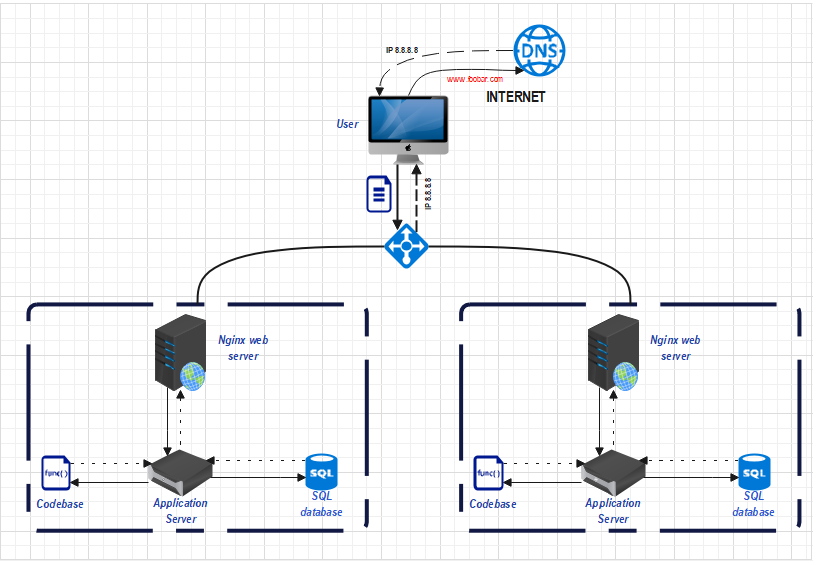 IP 8.8.8.8
DNS
www.foobar.com
INTERNET
User
IP 8.8.8.8
Nginx web
server
func()
Codebase
Application
Server
SQL
SQL
database
Nginx web
server
func()
Codebase
Application
Server
SQL
SQL
database